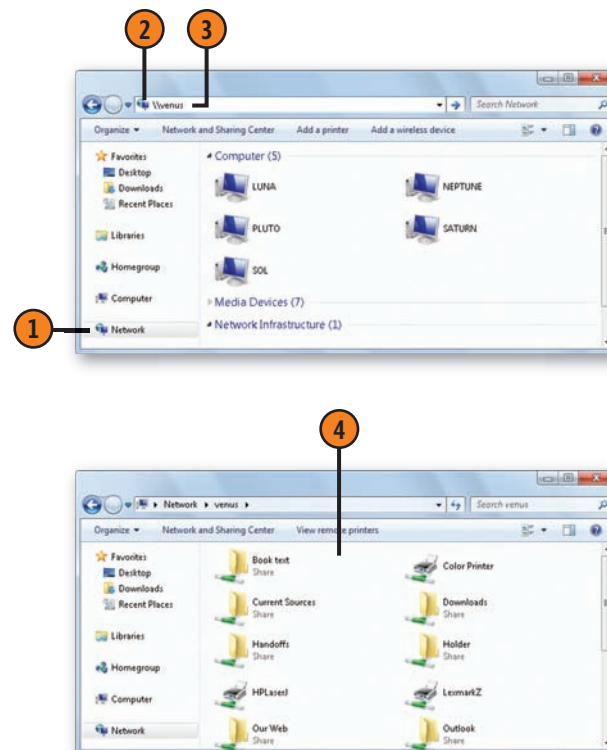 2 3
\\venus Search Network
Organize Network and Sharing Center Add a printer Add a wireless device
Favorites
Desktop
Downloads
Recent Places
Libraries
Homegroup
Computer
Network
Computer (5)
LUNA NEPTUNE
PLUTO SATURN
SOL
Media Devices (7)
Network Infrastructure (1)
1
4
Network venus Search venus
Organize Network and Sharing Center View remote printers
Favorites
Desktop
Downloads
Recent Places
Libraries
Homegroup
Computer
Network
Book text
Share
Color Printer
Current Sources
Share
Downloads
Share
Handoffs
Share
Holder
Share
HPLaserJ
LexmarkZ
Our Web
Share
Outlook
Share